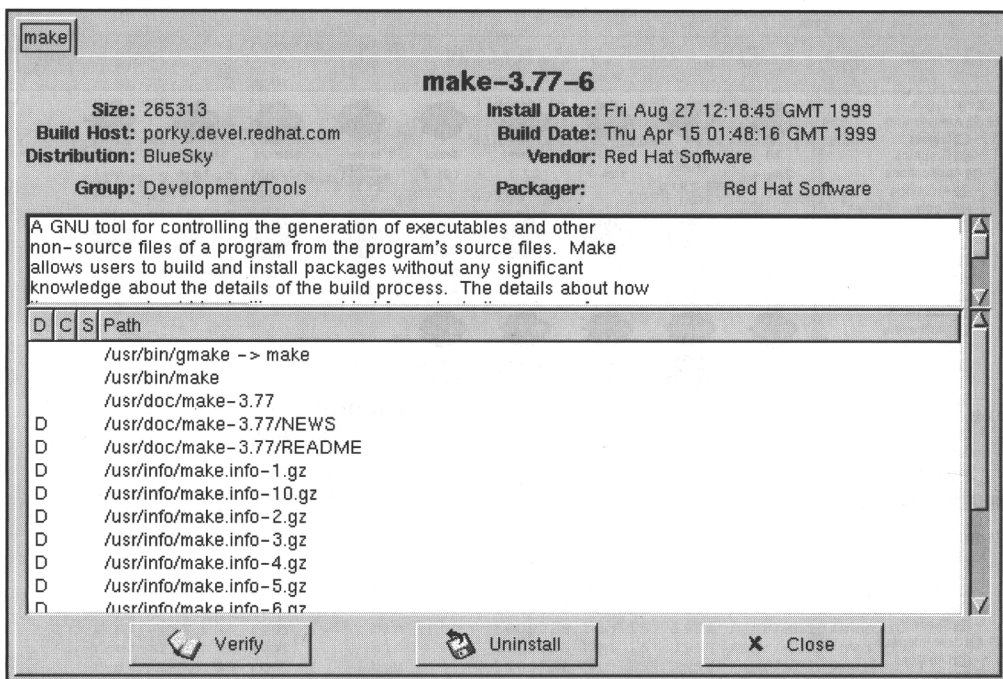 make
make-3.77-6
Size: 265313 Install Date: Fri Aug 27 12:18:45 GMT 1999
Build Host: porky.devel.redhat.com Build Date: Thu Apr 15 01:48:16 GMT 1999
Distribution: BlueSky Vendor: Red Hat Software
Group: Development/Tools Packager: Red Hat Software
A GNU tool for controlling the generation of executables and other
non-source files of a program from the program's source files. Make
allows users to build and install packages without any significant
knowledge about the details of the build process. The details about how
D C S Path
/usr/bin/gmake -> make
/usr/bin/make
/usr/doc/make-3.77
D /usr/doc/make-3.77/NEWS
D /usr/doc/make-3.77/README
D /usr/info/make.info-1.gz
D /usr/info/make.info-10.gz
D /usr/info/make.info-2.gz
D /usr/info/make.info-3.gz
D /usr/info/make.info-4.gz
D /usr/info/make.info-5.gz
D /usr/info/make.info-6.gz
Verify Uninstall Close